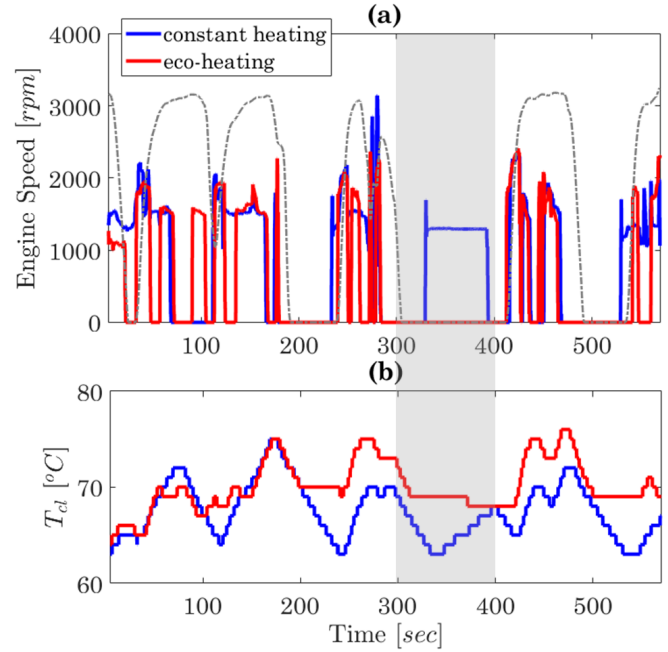 (a)
4000
3000
2000
1000
0
Engine Speed [rpm]
constant heating
eco-heating
100
200
300
400
500
(b)
80
70
60
T_cl [°C]
100
200
300
400
500
Time [sec]